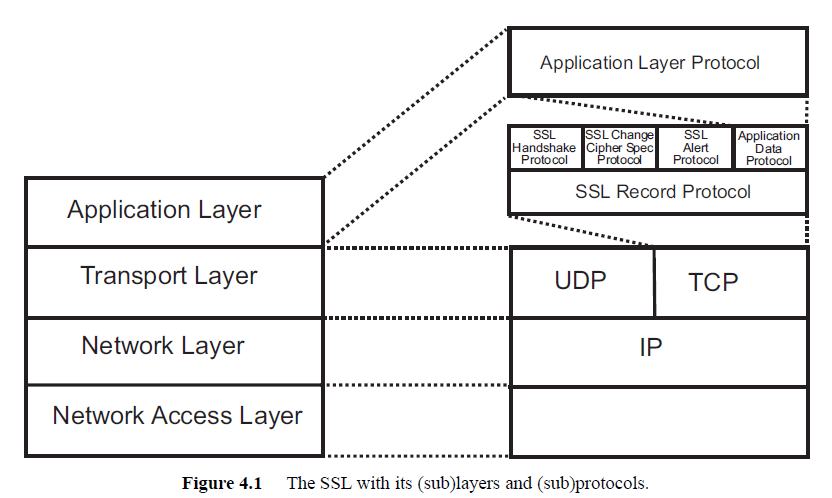 Application Layer Protocol
SSL
Handshake
Protocol
SSL Change
Cipher Spec
Protocol
SSL
Alert
Protocol
Application
Data
Protocol
SSL Record Protocol
Application Layer
Transport Layer
UDP
TCP
Network Layer
IP
Network Access Layer
Figure 4.1 The SSL with its (sub)layers and (sub)protocols.